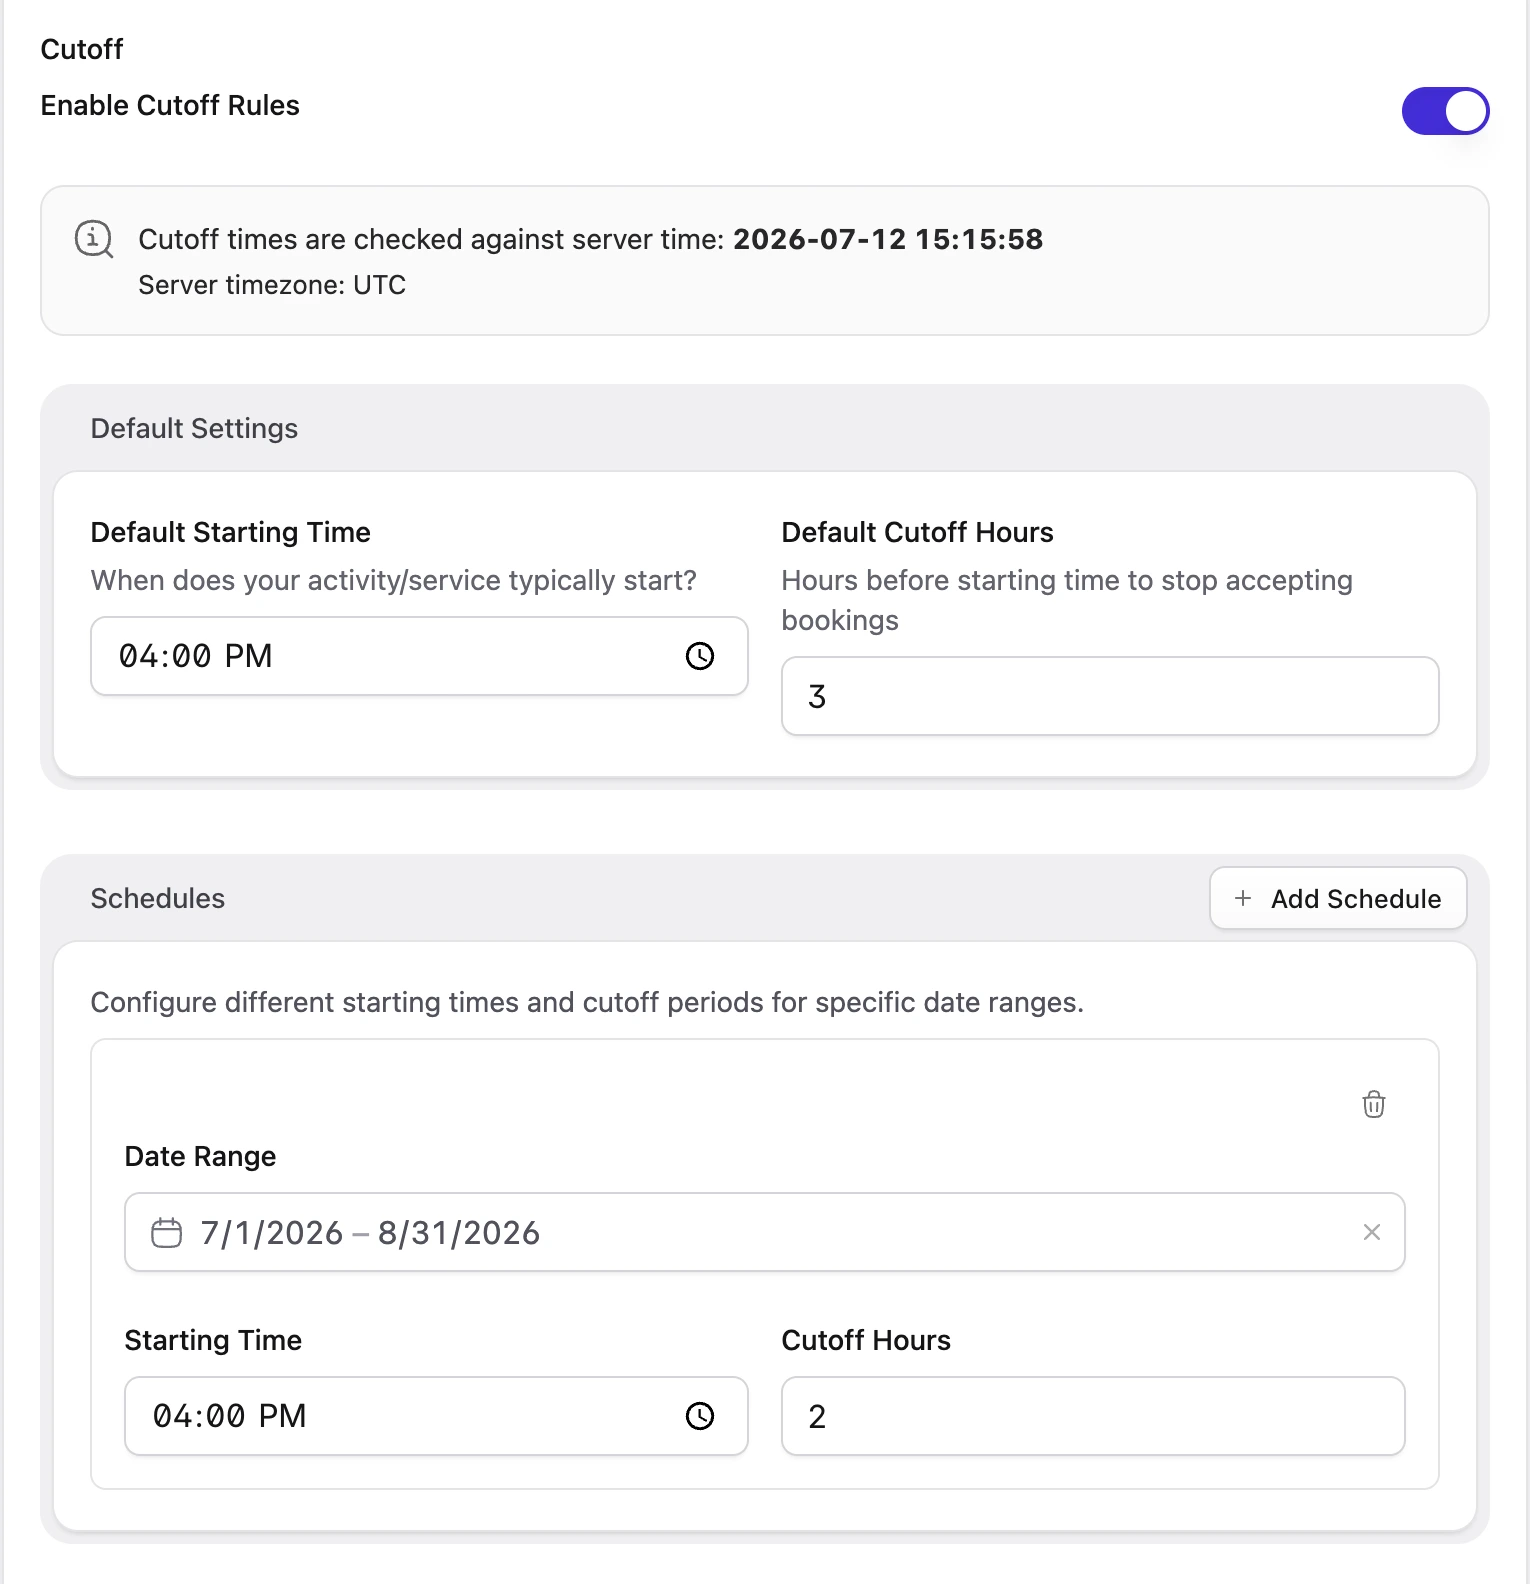 Cutoff
Enable Cutoff Rules
Cutoff times are checked against server time: 2026-07-12 15:15:58
Server timezone: UTC
Default Settings
Default Starting Time
When does your activity/service typically start?
04:00 PM
Default Cutoff Hours
Hours before starting time to stop accepting
bookings
3
Schedules
+ Add Schedule
Configure different starting times and cutoff periods for specific date ranges.
Date Range
7/1/2026 – 8/31/2026
Starting Time
04:00 PM
Cutoff Hours
2